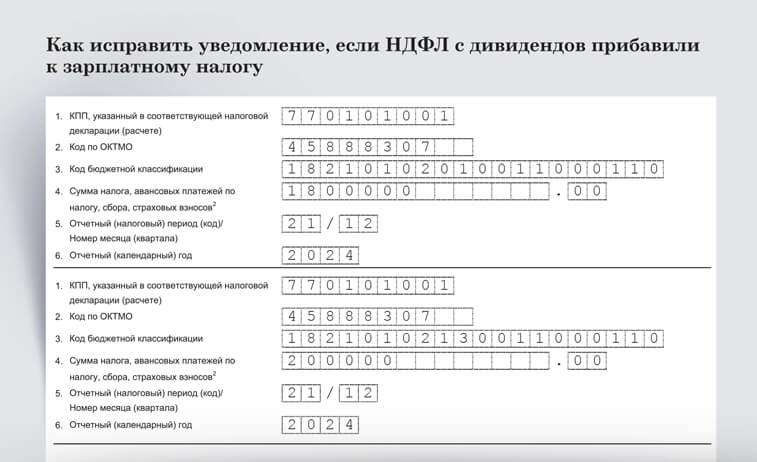 Как исправить уведомление, если НДФЛ с дивидендов прибавили
к зарплатному налогу
1. КПП, указанный в соответствующей налоговой 770101001
декларации (расчете)
2. Код по ОКТМО 45888307
3. Код бюджетной классификации 18210102010011000110
4. Сумма налога, авансовых платежей по 1800000.00
налогу, сбора, страховых взносов2
5. Отчетный (налоговый) период (код)/ 21/12
Номер месяца (квартала)
6. Отчетный (календарный) год 2024
1. КПП, указанный в соответствующей налоговой 770101001
декларации (расчете)
2. Код по ОКТМО 45888307
3. Код бюджетной классификации 18210102130011000110
4. Сумма налога, авансовых платежей по 200000.00
налогу, сбора, страховых взносов2
5. Отчетный (налоговый) период (код)/ 21/12
Номер месяца (квартала)
6. Отчетный (календарный) год 2024